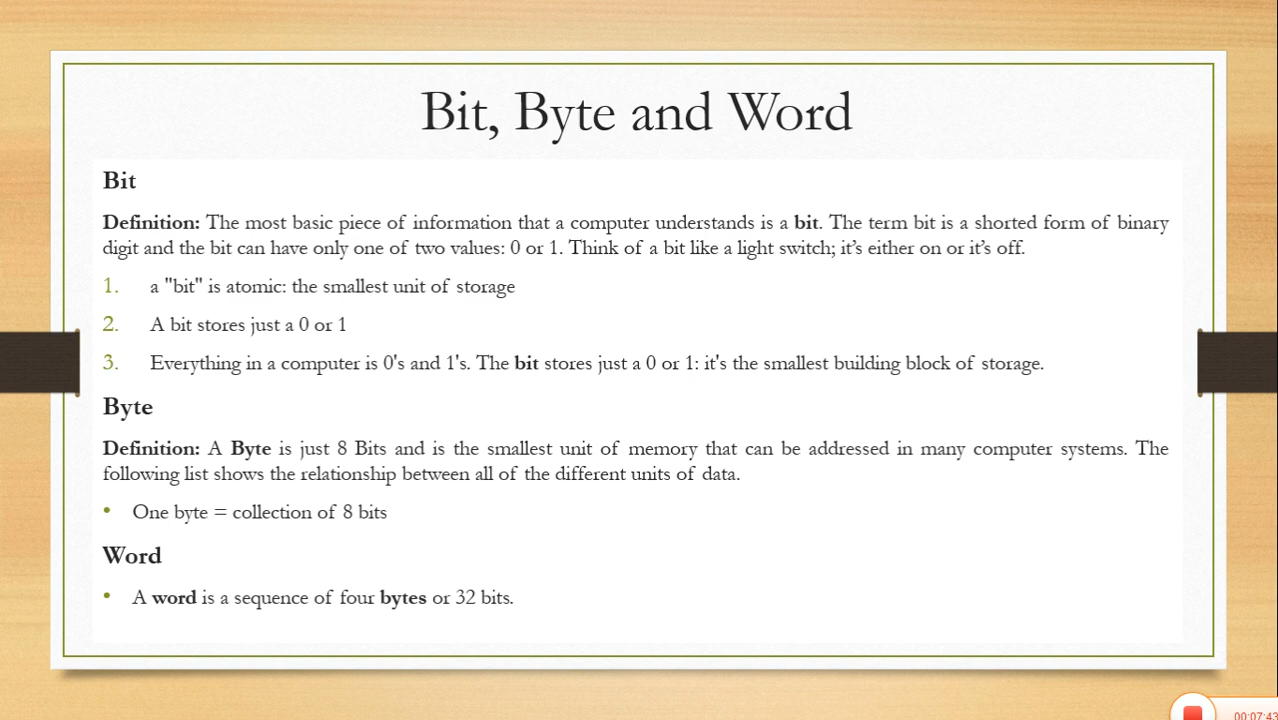 Bit, Byte and Word
Bit
Definition: The most basic piece of information that a computer understands is a bit. The term bit is a shorted form of binary
digit and the bit can have only one of two values: 0 or 1. Think of a bit like a light switch; it's either on or it's off.
1. a "bit" is atomic: the smallest unit of storage
2. A bit stores just a 0 or 1
3. Everything in a computer is 0's and 1's. The bit stores just a 0 or 1: it's the smallest building block of storage.
Byte
Definition: A Byte is just 8 Bits and is the smallest unit of memory that can be addressed in many computer systems. The
following list shows the relationship between all of the different units of data.
• One byte = collection of 8 bits
Word
• A word is a sequence of four bytes or 32 bits.
00:07:43